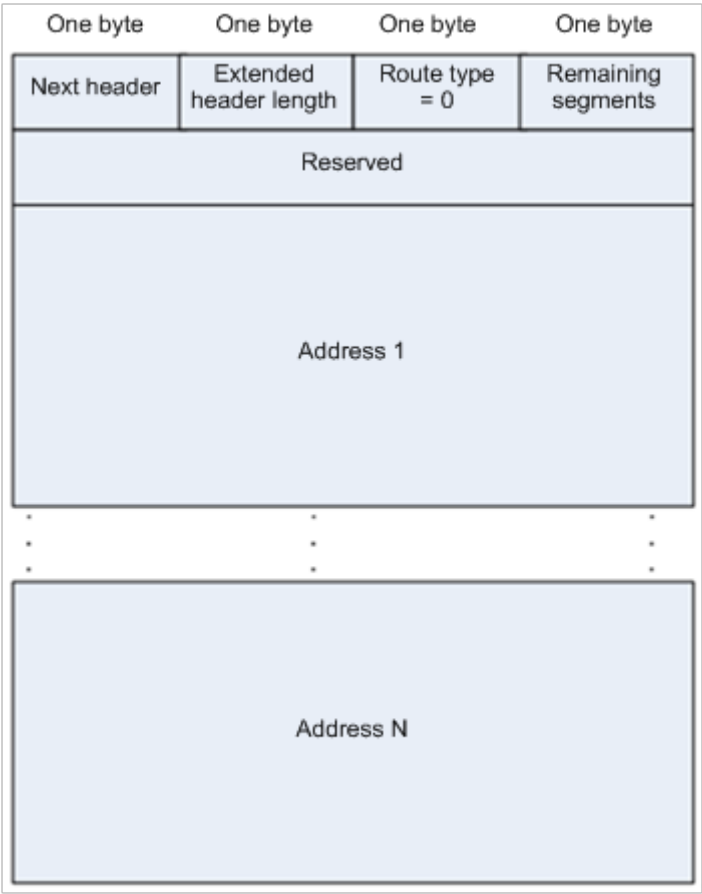 One byte One byte One byte One byte
Next header Extended header length Route type = 0 Remaining segments
Reserved
Address 1
Address N